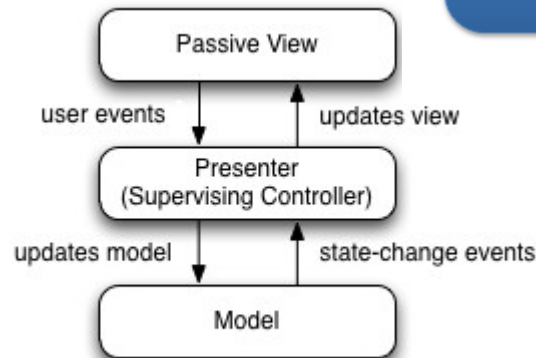 Passive View
user events
updates view
Presenter
(Supervising Controller)
updates model
state-change events
Model